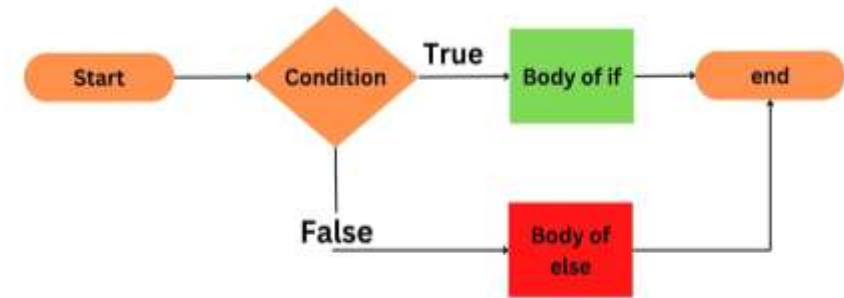 Start
Condition
True
Body of if
end
False
Body of
else